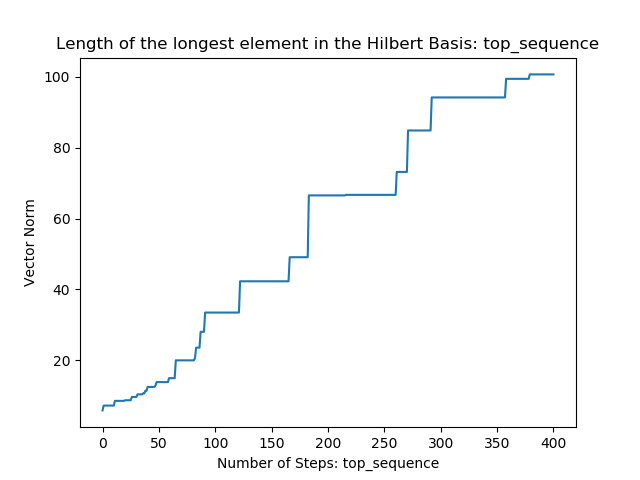 Length of the longest element in the Hilbert Basis: top_sequence
100
80
60
40
20
Vector Norm
0 50 100 150 200 250 300 350 400
Number of Steps: top_sequence